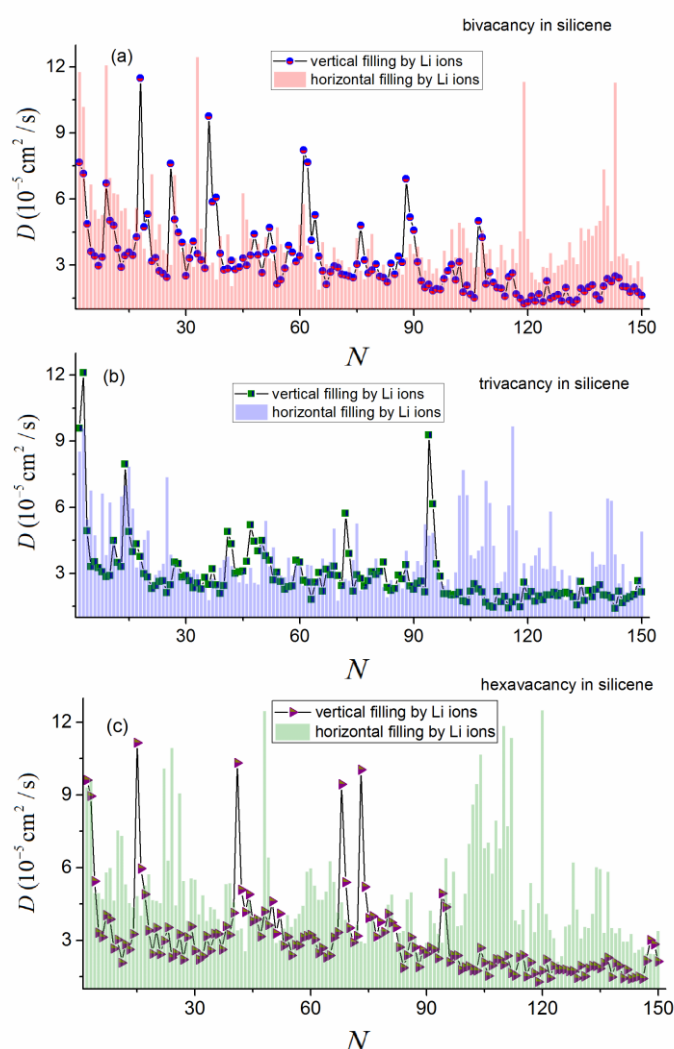 bivacancy in silicene
(a)
vertical filling by Li ions
horizontal filling by Li ions
D (10⁻⁵ cm² / s)
12
9
6
3
30 60 90 120 150
N
(b)
trivacancy in silicene
vertical filling by Li ions
horizontal filling by Li ions
D (10⁻⁵ cm² / s)
12
9
6
3
30 60 90 120 150
N
hexavacancy in silicene
(c)
vertical filling by Li ions
horizontal filling by Li ions
D (10⁻⁵ cm² / s)
12
9
6
3
30 60 90 120 150
N